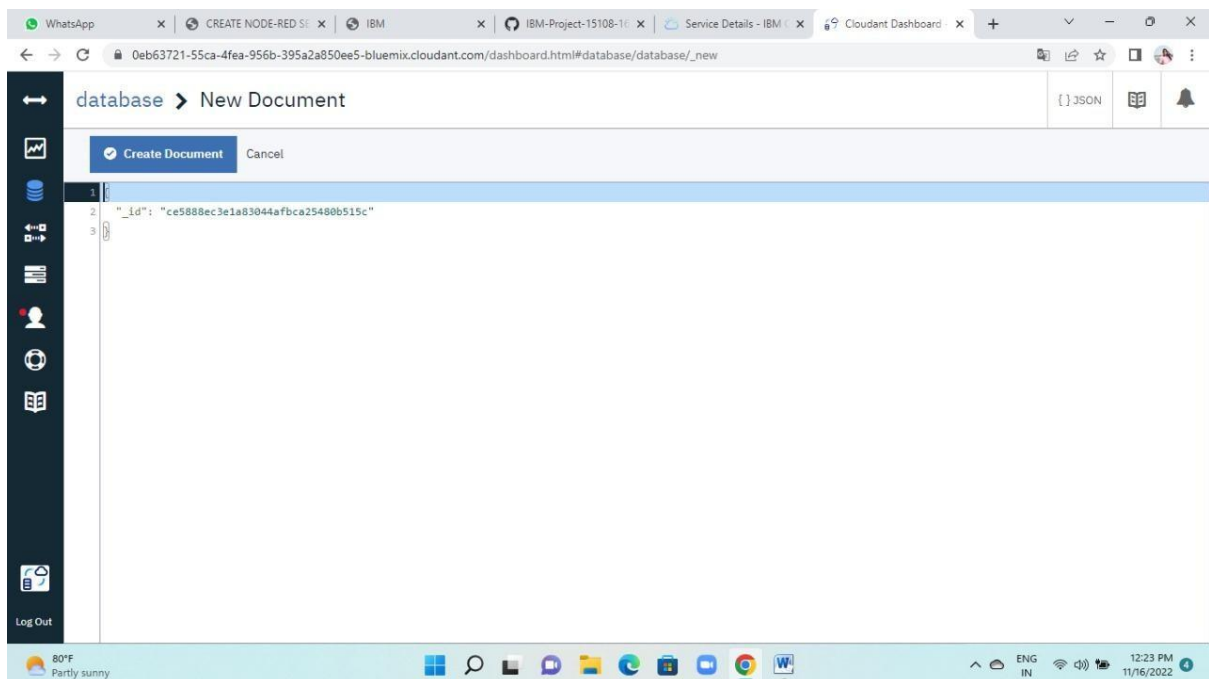 WhatsApp
CREATE NODE-RED SE
IBM
IBM-Project-15108-16
Service Details - IBM C
Cloudant Dashboard -
0eb63721-55ca-4fea-956b-395a2a850ee5-bluemix.cloudant.com/dashboard.html#database/database/_new
database > New Document
{ } JSON
Create Document
Cancel
1 {
2 "_id": "ce5888ec3e1a83044afbca25480b515c"
3 }
Log Out
80°F
Partly sunny
ENG
IN
12:23 PM
11/16/2022
4